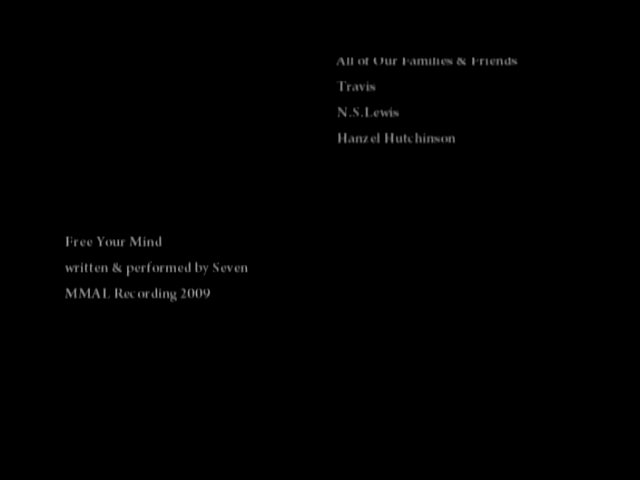 All of Our Families & Friends
Travis
N.S.Lewis
Hanzel Hutchinson
Free Your Mind
written & performed by Seven
MMAL Recording 2009